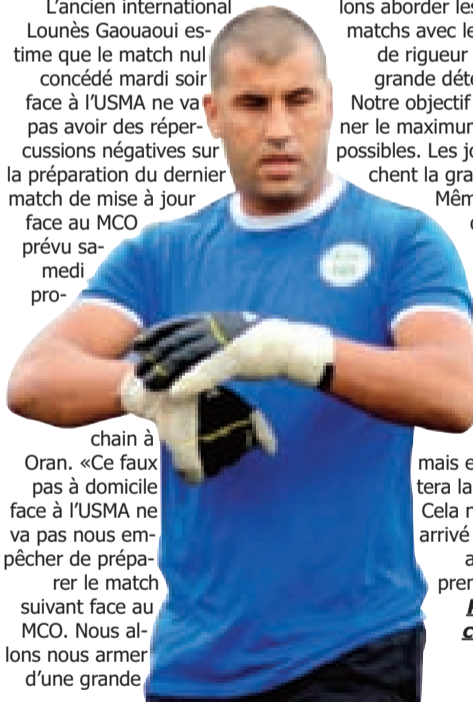 L’ancien international
Lounès Gaouaoui es-
time que le match nul
concédé mardi soir
face à l’USMA ne va
pas avoir des réper-
cussions négatives sur
la préparation du dernier
match de mise à jour
face au MCO
prévu sa-
medi
pro-
chain à
Oran. «Ce faux
pas à domicile
face à l’USMA ne
va pas nous em-
pêcher de prépa-
rer le match
suivant face au
MCO. Nous al-
lons nous armer
d’une grande
lons aborder les
matchs avec le
de rigueur
grande déte
Notre objectif
ner le maximum
possibles. Les jo
chent la gra
Mêm
mais e
tera la
Cela n
arrivé
a
pren